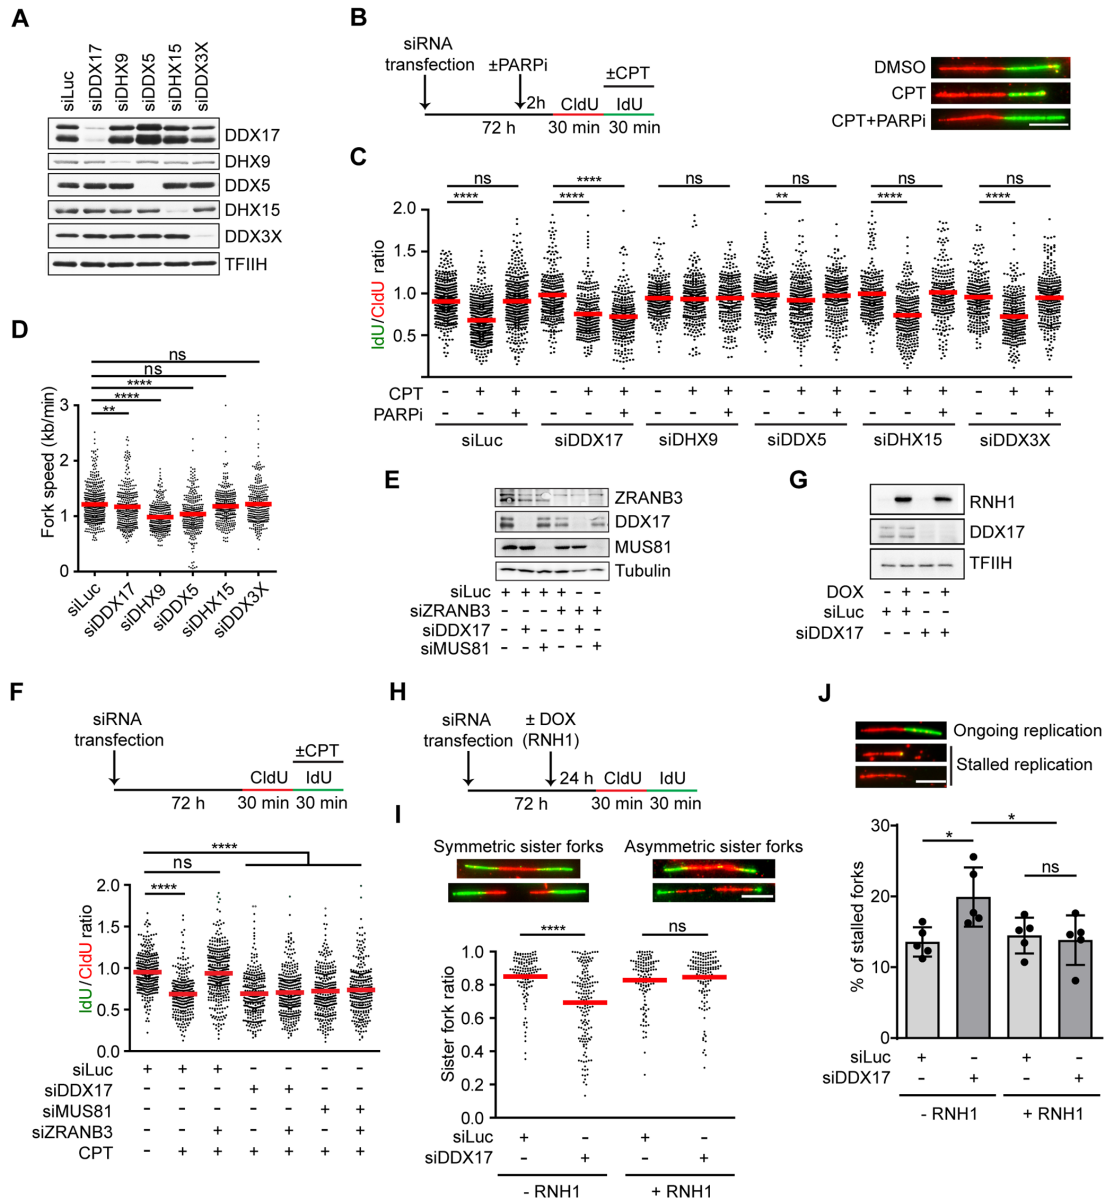 A
siLuc
siDDX17
siDHX9
siDDX5
siDHX15
siDDX3X
DDX17
DHX9
DDX5
DHX15
DDX3X
TFIIH
B
siRNA
transfection
±PARPi
2h
±CPT
CldU
IdU
72 h
30 min
30 min
DMSO
CPT
CPT+PARPi
C
ns
****
ns
****
****
ns
ns
**
ns
****
ns
****
2.0
1.5
1.0
0.5
IdU/CldU ratio
CPT - + + - + + - + + - + + - + + - + +
PARPi - - + - - + - - + - - + - - + - - +
siLuc
siDDX17
siDHX9
siDDX5
siDHX15
siDDX3X
D
ns
ns
****
****
**
3
2
1
0
Fork speed (kb/min)
siLuc
siDDX17
siDHX9
siDDX5
siDHX15
siDDX3X
E
ZRANB3
DDX17
MUS81
Tubulin
siLuc + + + + - -
siZRANB3 - - - + + +
siDDX17 - + - - + -
siMUS81 - - + - - +
G
RNH1
DDX17
TFIIH
DOX - + - +
siLuc + + - -
siDDX17 - - + +
F
siRNA
transfection
±CPT
CldU
IdU
72 h
30 min
30 min
****
ns
****
2.0
1.5
1.0
0.5
0.0
IdU/CldU ratio
siLuc + + + - - - -
siDDX17 - - - + + - -
siMUS81 - - - - - + +
siZRANB3 - - + - + - +
CPT - + + + + + +
H
siRNA
transfection
± DOX
(RNH1)
24 h
CldU
IdU
72 h
30 min
30 min
I
Symmetric sister forks
Asymmetric sister forks
****
ns
1.0
0.8
0.6
0.4
0.2
0.0
Sister fork ratio
siLuc + - + -
siDDX17 - + - +
- RNH1
+ RNH1
J
Ongoing replication
Stalled replication
*
*
ns
30
20
10
0
% of stalled forks
siLuc + - + -
siDDX17 - + - +
- RNH1
+ RNH1